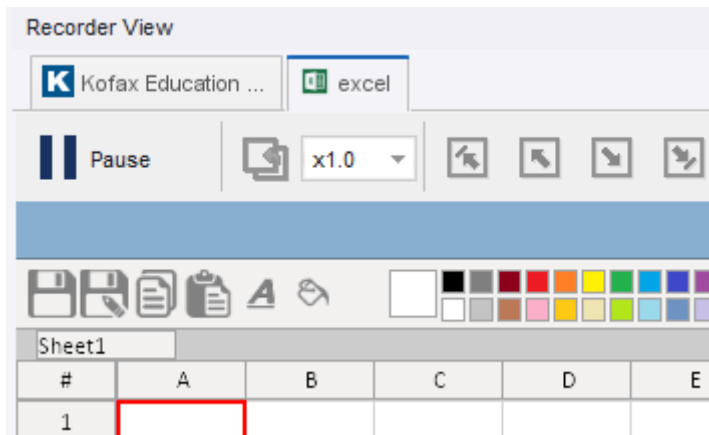 Recorder View
K Kofax Education ... excel
Pause x1.0
Sheet1
# A B C D E
1